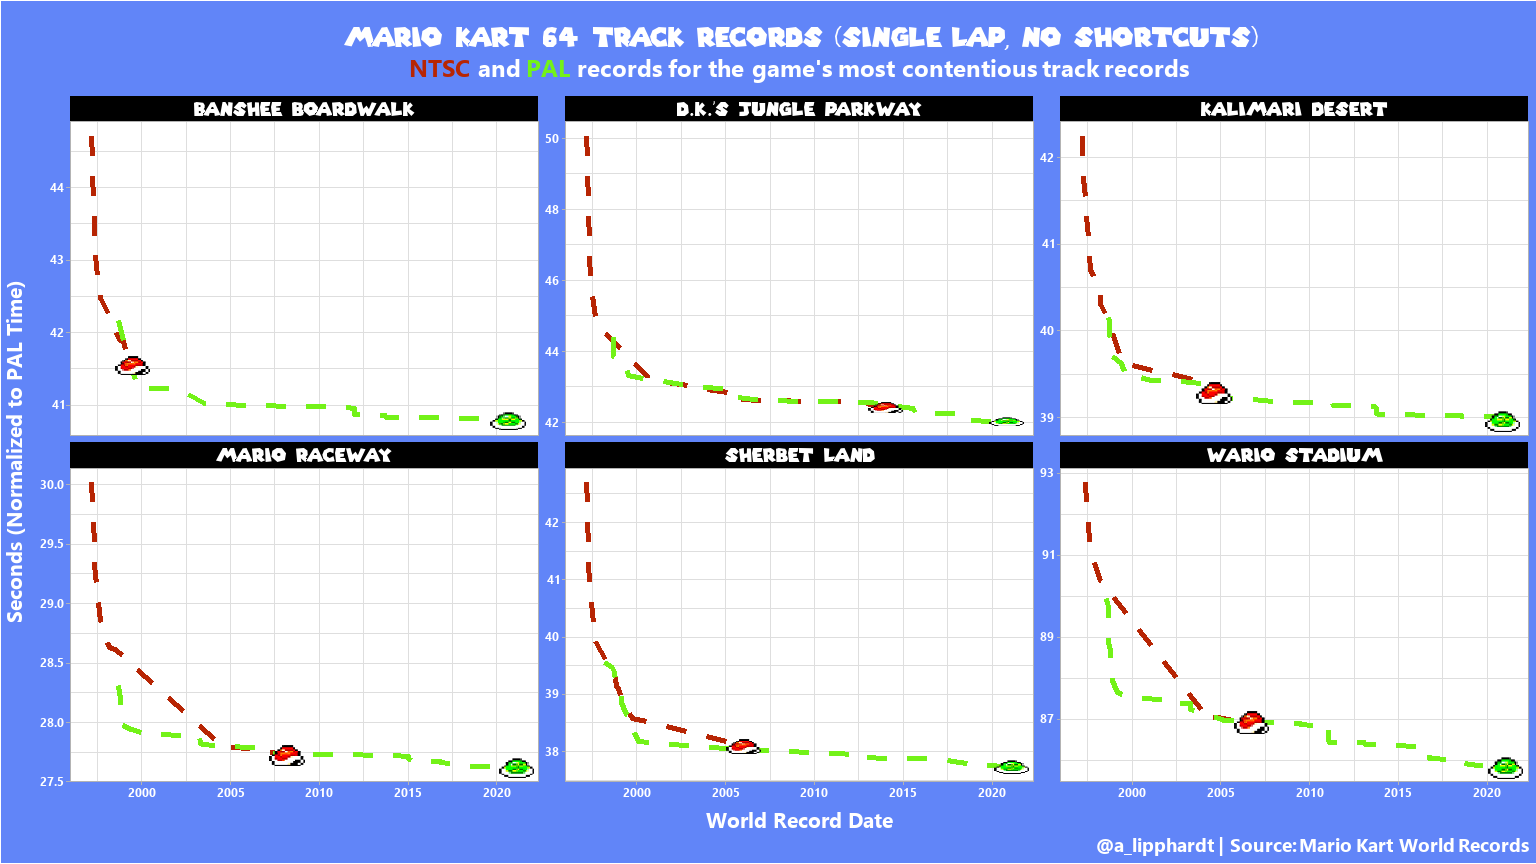 MARIO KART 64 TRACK RECORDS (SINGLE LAP, NO SHORTCUTS)
NTSC and PAL records for the game's most contentious track records
BANSHEE BOARDWALK
44
43
42
41
D.K.'S JUNGLE PARKWAY
50
48
46
44
42
KALIMARI DESERT
42
41
40
39
MARIO RACEWAY
30.0
29.5
29.0
28.5
28.0
27.5
2000 2005 2010 2015 2020
SHERBET LAND
42
41
40
39
38
2000 2005 2010 2015 2020
WARIO STADIUM
93
91
89
87
2000 2005 2010 2015 2020
Seconds (Normalized to PAL Time)
World Record Date
@a_lipphardt | Source: Mario Kart World Records